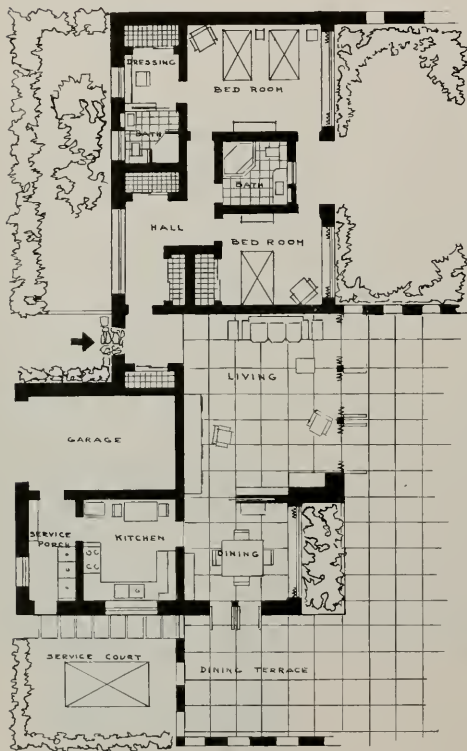 DRESSING
BED ROOM
BATH
BATH
HALL
BED ROOM
LIVING
GARAGE
SERVICE
PORCH
KITCHEN
DINING
SERVICE COURT
DINING TERRACE